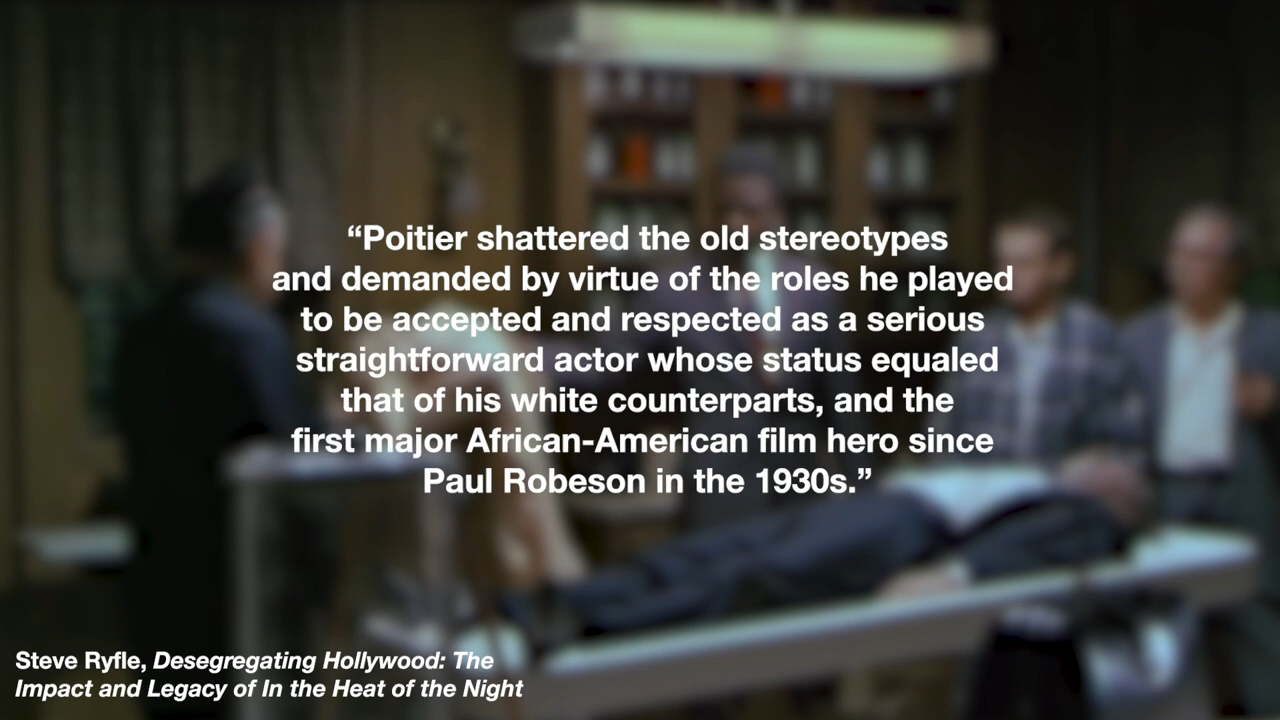 “Poitier shattered the old stereotypes
and demanded by virtue of the roles he played
to be accepted and respected as a serious
straightforward actor whose status equaled
that of his white counterparts, and the
first major African-American film hero since
Paul Robeson in the 1930s.”
Steve Ryfle, Desegregating Hollywood: The
Impact and Legacy of In the Heat of the Night